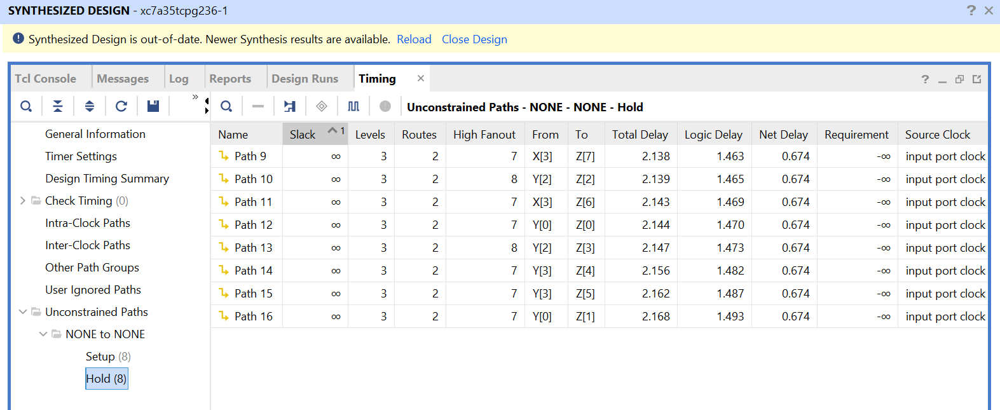 SYNTHESIZED DESIGN - xc7a35tcpg236-1 ?
Synthesized Design is out-of-date. Newer Synthesis results are available. Reload Close Design
Tcl Console Messages Log Reports Design Runs Timing ?
» Unconstrained Paths - NONE - NONE - Hold
General Information
Timer Settings
Design Timing Summary
Check Timing (0)
Intra-Clock Paths
Inter-Clock Paths
Other Path Groups
User Ignored Paths
Unconstrained Paths
NONE to NONE
Setup (8)
Hold (8)
Name Slack 1 Levels Routes High Fanout From To Total Delay Logic Delay Net Delay Requirement Source Clock
Path 9 ∞ 3 2 7 X[3] Z[7] 2.138 1.463 0.674 -∞ input port clock
Path 10 ∞ 3 2 8 Y[2] Z[2] 2.139 1.465 0.674 -∞ input port clock
Path 11 ∞ 3 2 7 X[3] Z[6] 2.143 1.469 0.674 -∞ input port clock
Path 12 ∞ 3 2 7 Y[0] Z[0] 2.144 1.470 0.674 -∞ input port clock
Path 13 ∞ 3 2 8 Y[2] Z[3] 2.147 1.473 0.674 -∞ input port clock
Path 14 ∞ 3 2 7 Y[3] Z[4] 2.156 1.482 0.674 -∞ input port clock
Path 15 ∞ 3 2 7 Y[3] Z[5] 2.162 1.487 0.674 -∞ input port clock
Path 16 ∞ 3 2 7 Y[0] Z[1] 2.168 1.493 0.674 -∞ input port clock